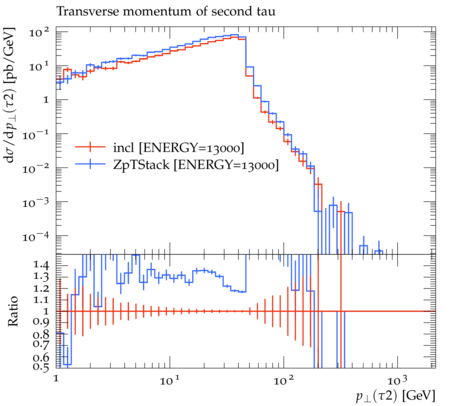 Transverse momentum of second tau
dσ/dp⊥(τ2) [pb/GeV]
10²
10¹
1
10⁻¹
10⁻²
10⁻³
10⁻⁴
incl [ENERGY=13000]
ZpTStack [ENERGY=13000]
Ratio
1.4
1.3
1.2
1.1
1
0.9
0.8
0.7
0.6
0.5
1 10¹ 10² 10³
p⊥(τ2) [GeV]